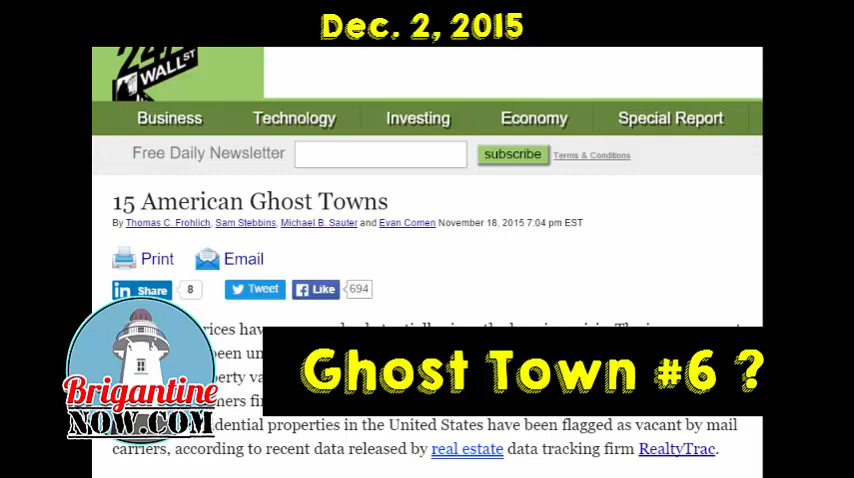 Dec. 2, 2015
24/7
WALL ST
Business Technology Investing Economy Special Report
Free Daily Newsletter subscribe Terms & Conditions
15 American Ghost Towns
By Thomas C. Frohlich, Sam Stebbins, Michael B. Sauter and Evan Comen November 18, 2015 7:04 pm EST
Print Email
in Share 8 Tweet Like 694
Ghost Town #6 ?
Brigantine
NOW.COM
properties in the United States have been flagged as vacant by mail
carriers, according to recent data released by real estate data tracking firm RealtyTrac.